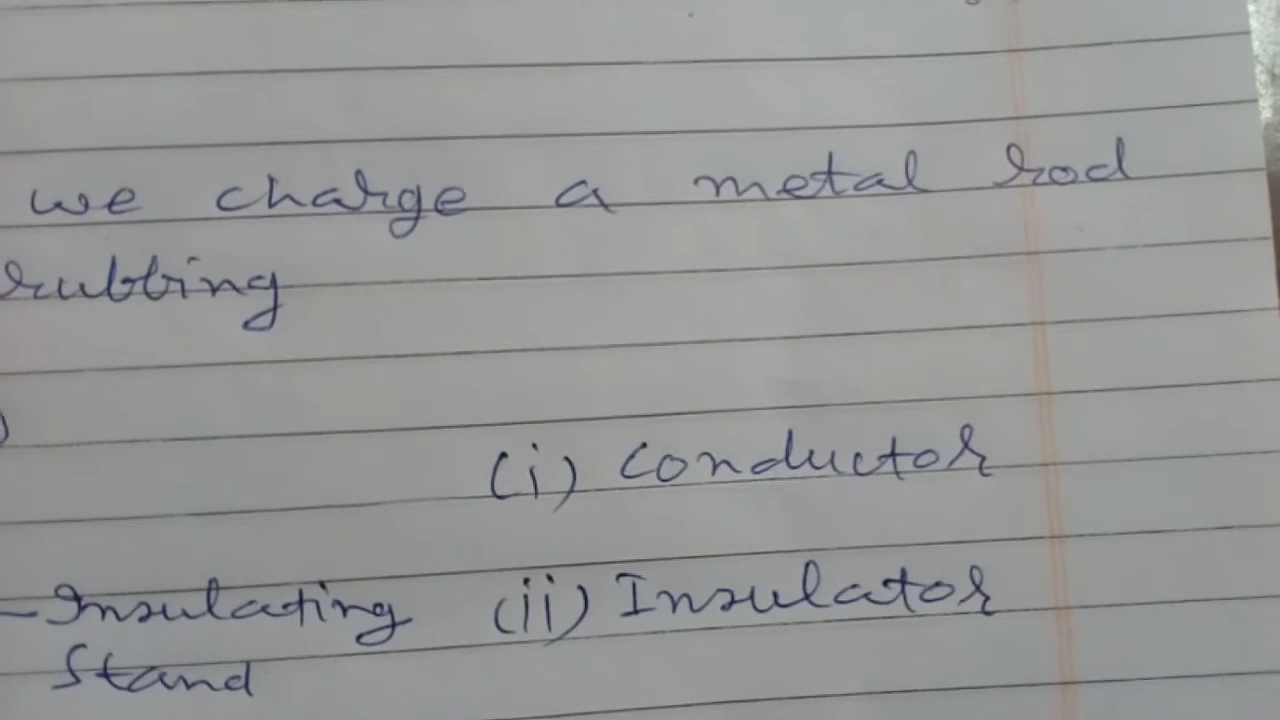 we charge a metal rod
rubbing
(i) Conductor
Insulating (ii) Insulator
Stand